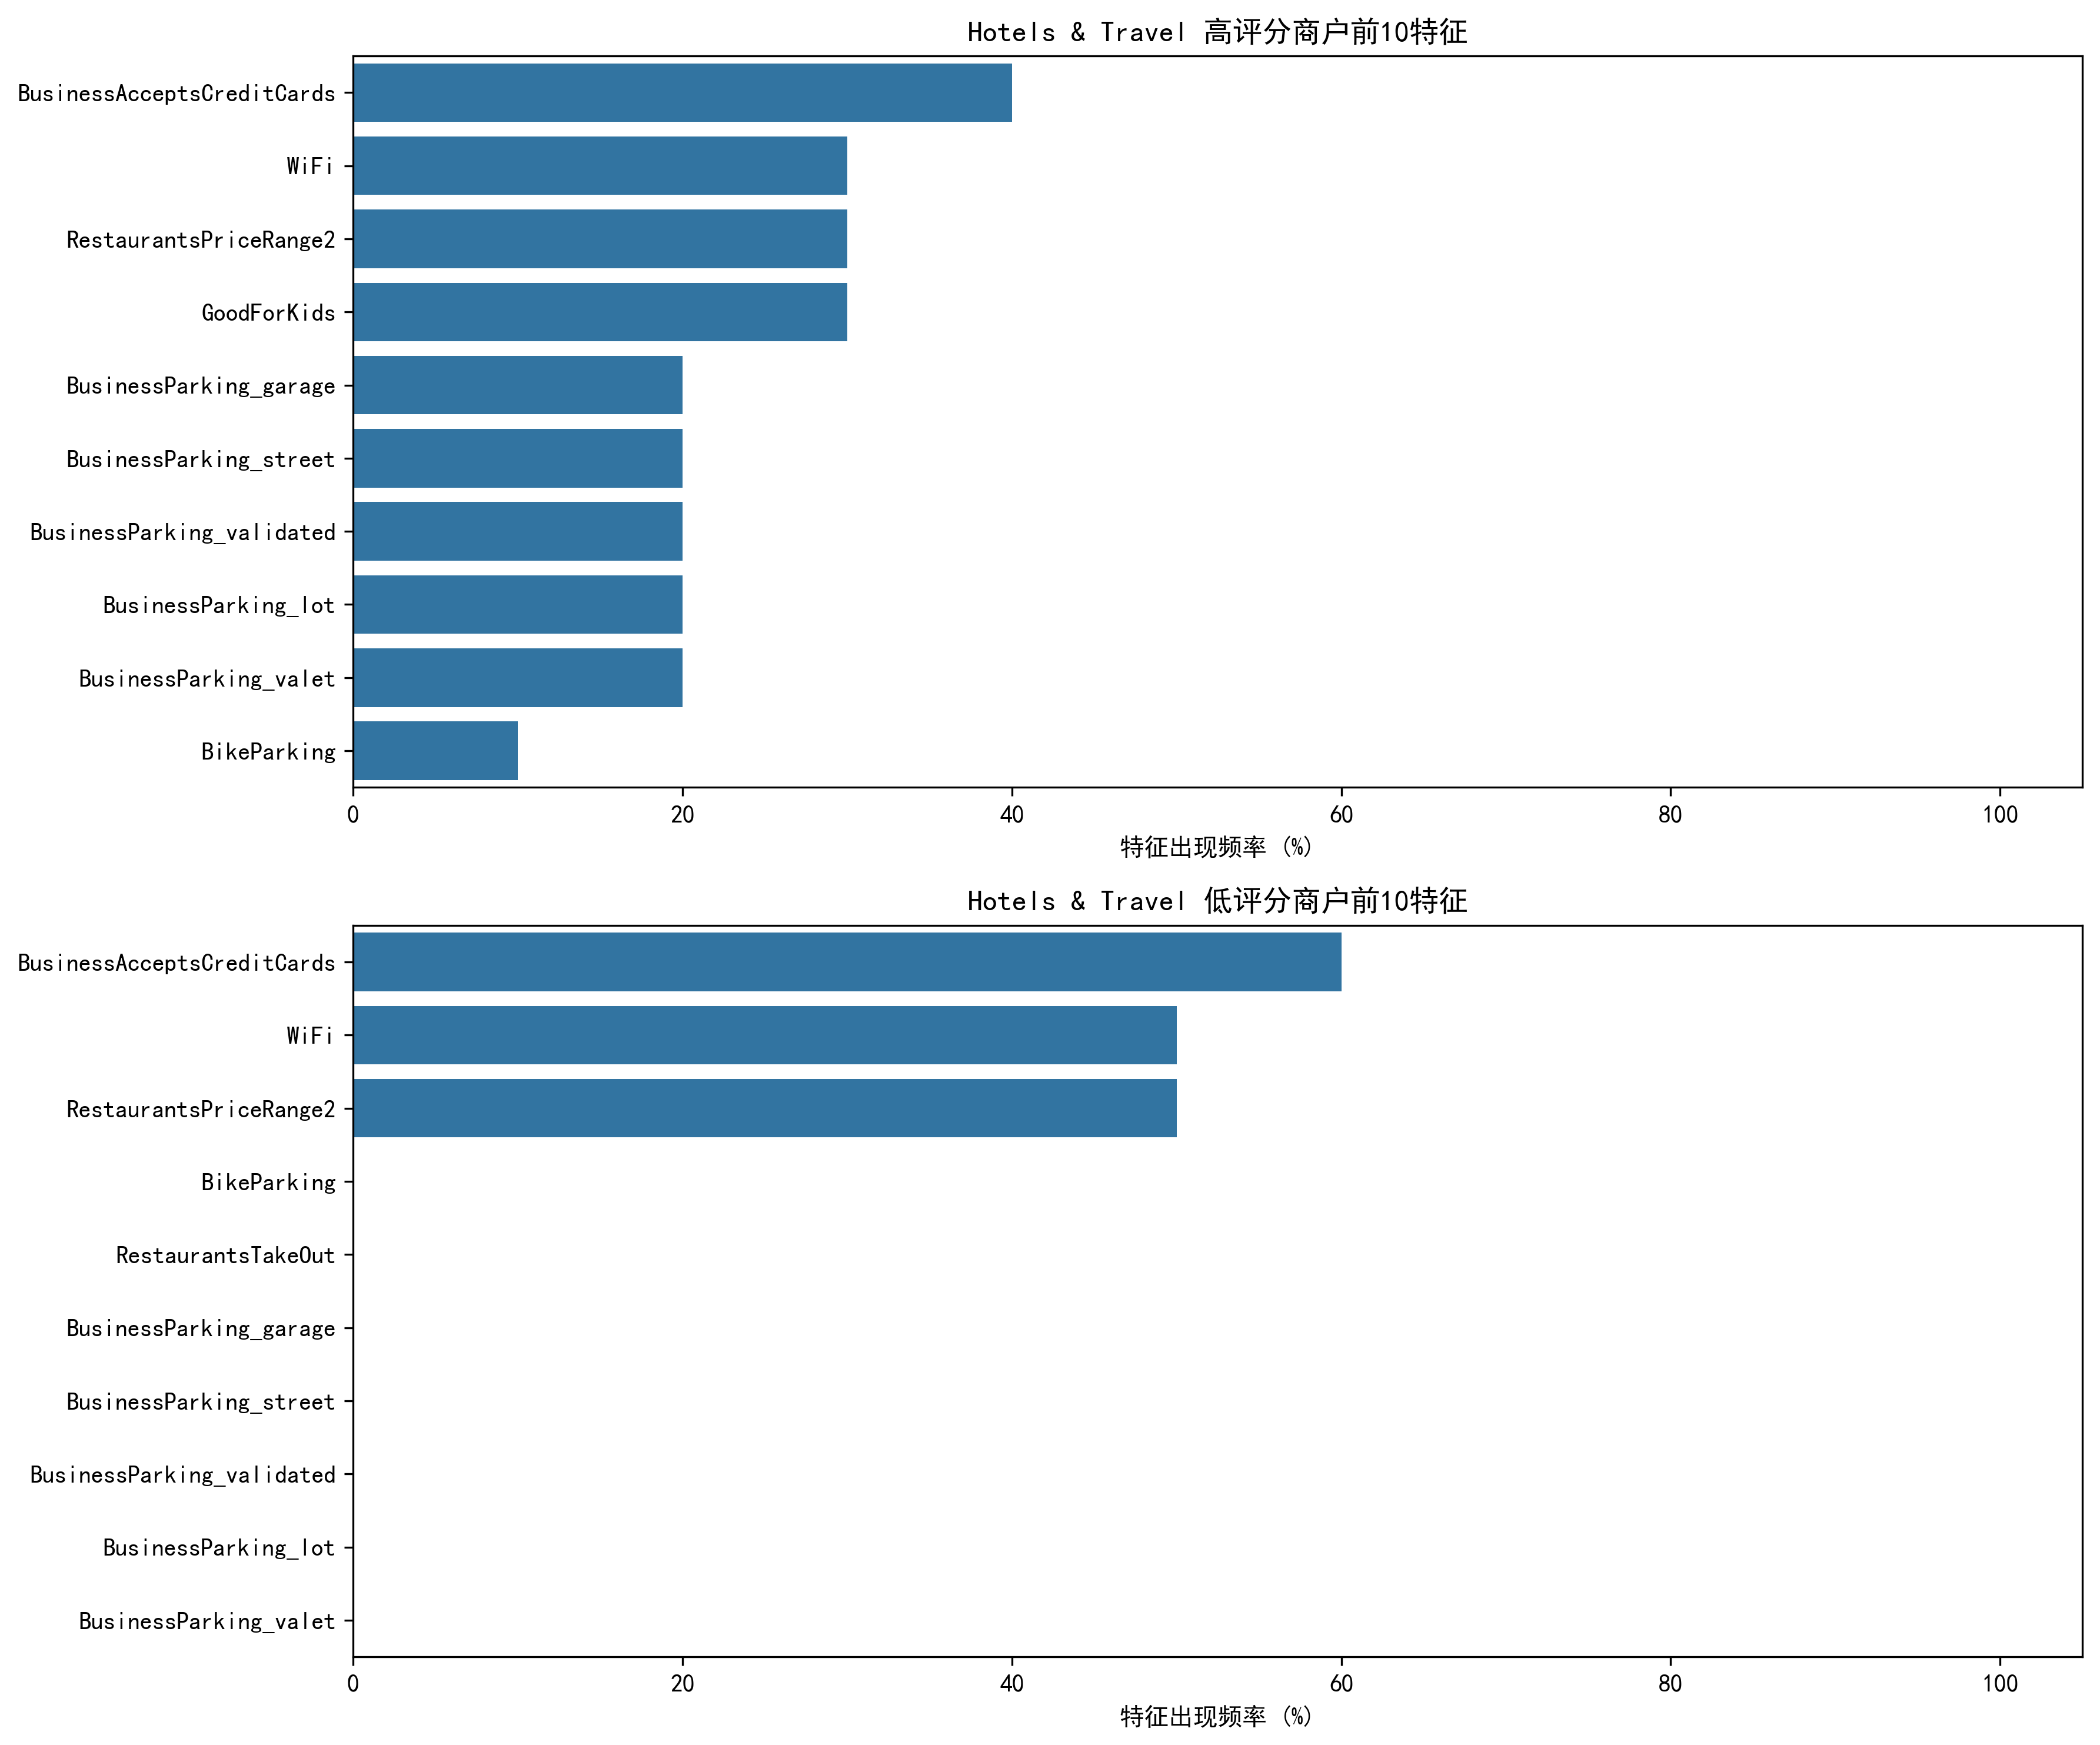 Hotels & Travel 高评分商户前10特征
BusinessAcceptsCreditCards
WiFi
RestaurantsPriceRange2
GoodForKids
BusinessParking_garage
BusinessParking_street
BusinessParking_validated
BusinessParking_lot
BusinessParking_valet
BikeParking
0 20 40 60 80 100
特征出现频率 (%)
Hotels & Travel 低评分商户前10特征
BusinessAcceptsCreditCards
WiFi
RestaurantsPriceRange2
BikeParking
RestaurantsTakeOut
BusinessParking_garage
BusinessParking_street
BusinessParking_validated
BusinessParking_lot
BusinessParking_valet
0 20 40 60 80 100
特征出现频率 (%)